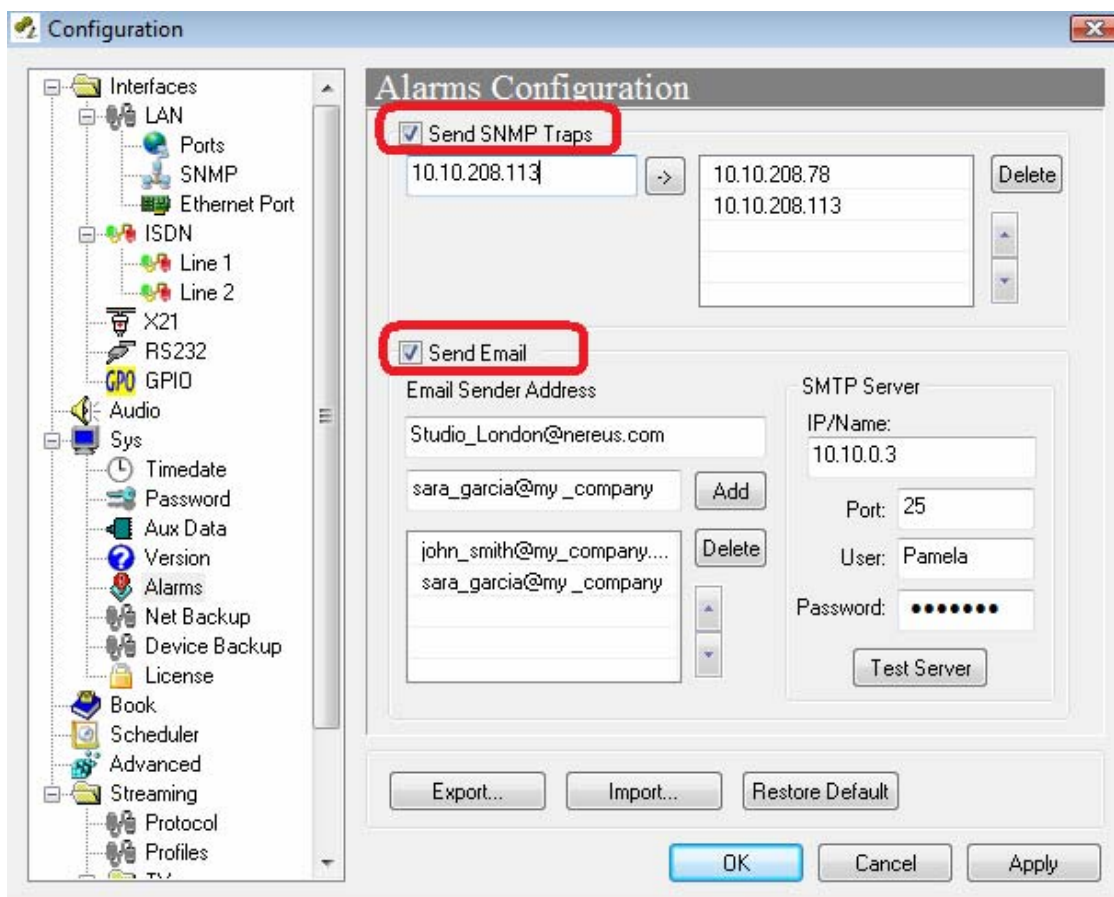 Configuration
Interfaces
LAN
Ports
SNMP
Ethernet Port
ISDN
Line 1
Line 2
X21
RS232
GPIO
Audio
Sys
Timedate
Password
Aux Data
Version
Alarms
Net Backup
Device Backup
License
Book
Scheduler
Advanced
Streaming
Protocol
Profiles
Alarms Configuration
Send SNMP Traps
10.10.208.113
->
10.10.208.78
10.10.208.113
Delete
Send Email
Email Sender Address
Studio_London@nereus.com
sara_garcia@my _company
Add
john_smith@my_company....
sara_garcia@my _company
Delete
SMTP Server
IP/Name:
10.10.0.3
Port: 25
User: Pamela
Password: •••••••
Test Server
Export...
Import...
Restore Default
OK
Cancel
Apply